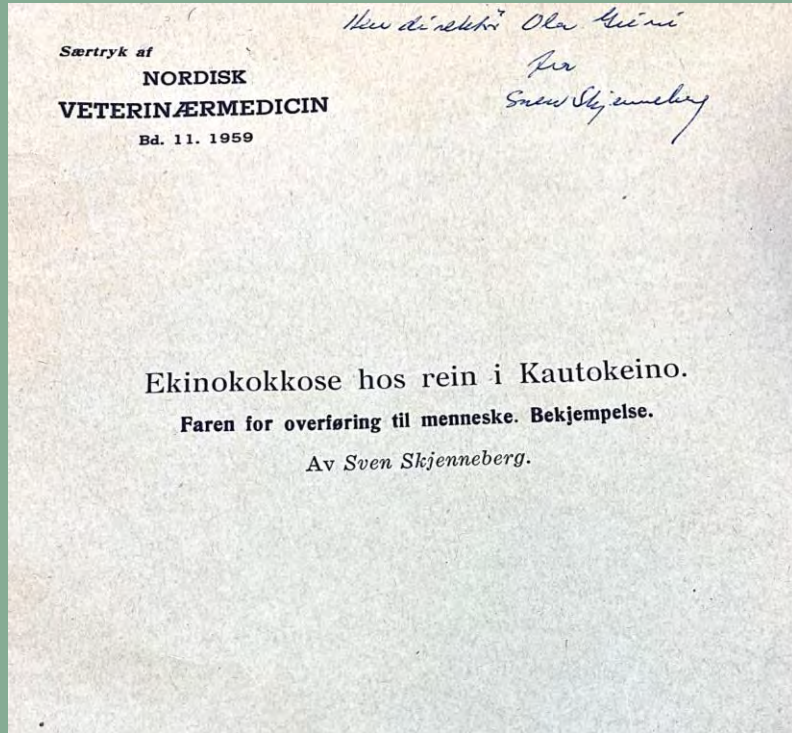 Særtryk af
NORDISK
VETERINÆRMEDICIN
Bd. 11. 1959
Herr direktör Ola
fra
Sven Skjenneberg
Ekinokokkose hos rein i Kautokeino.
Faren for overføring til menneske. Bekjempelse.
Av Sven Skjenneberg.